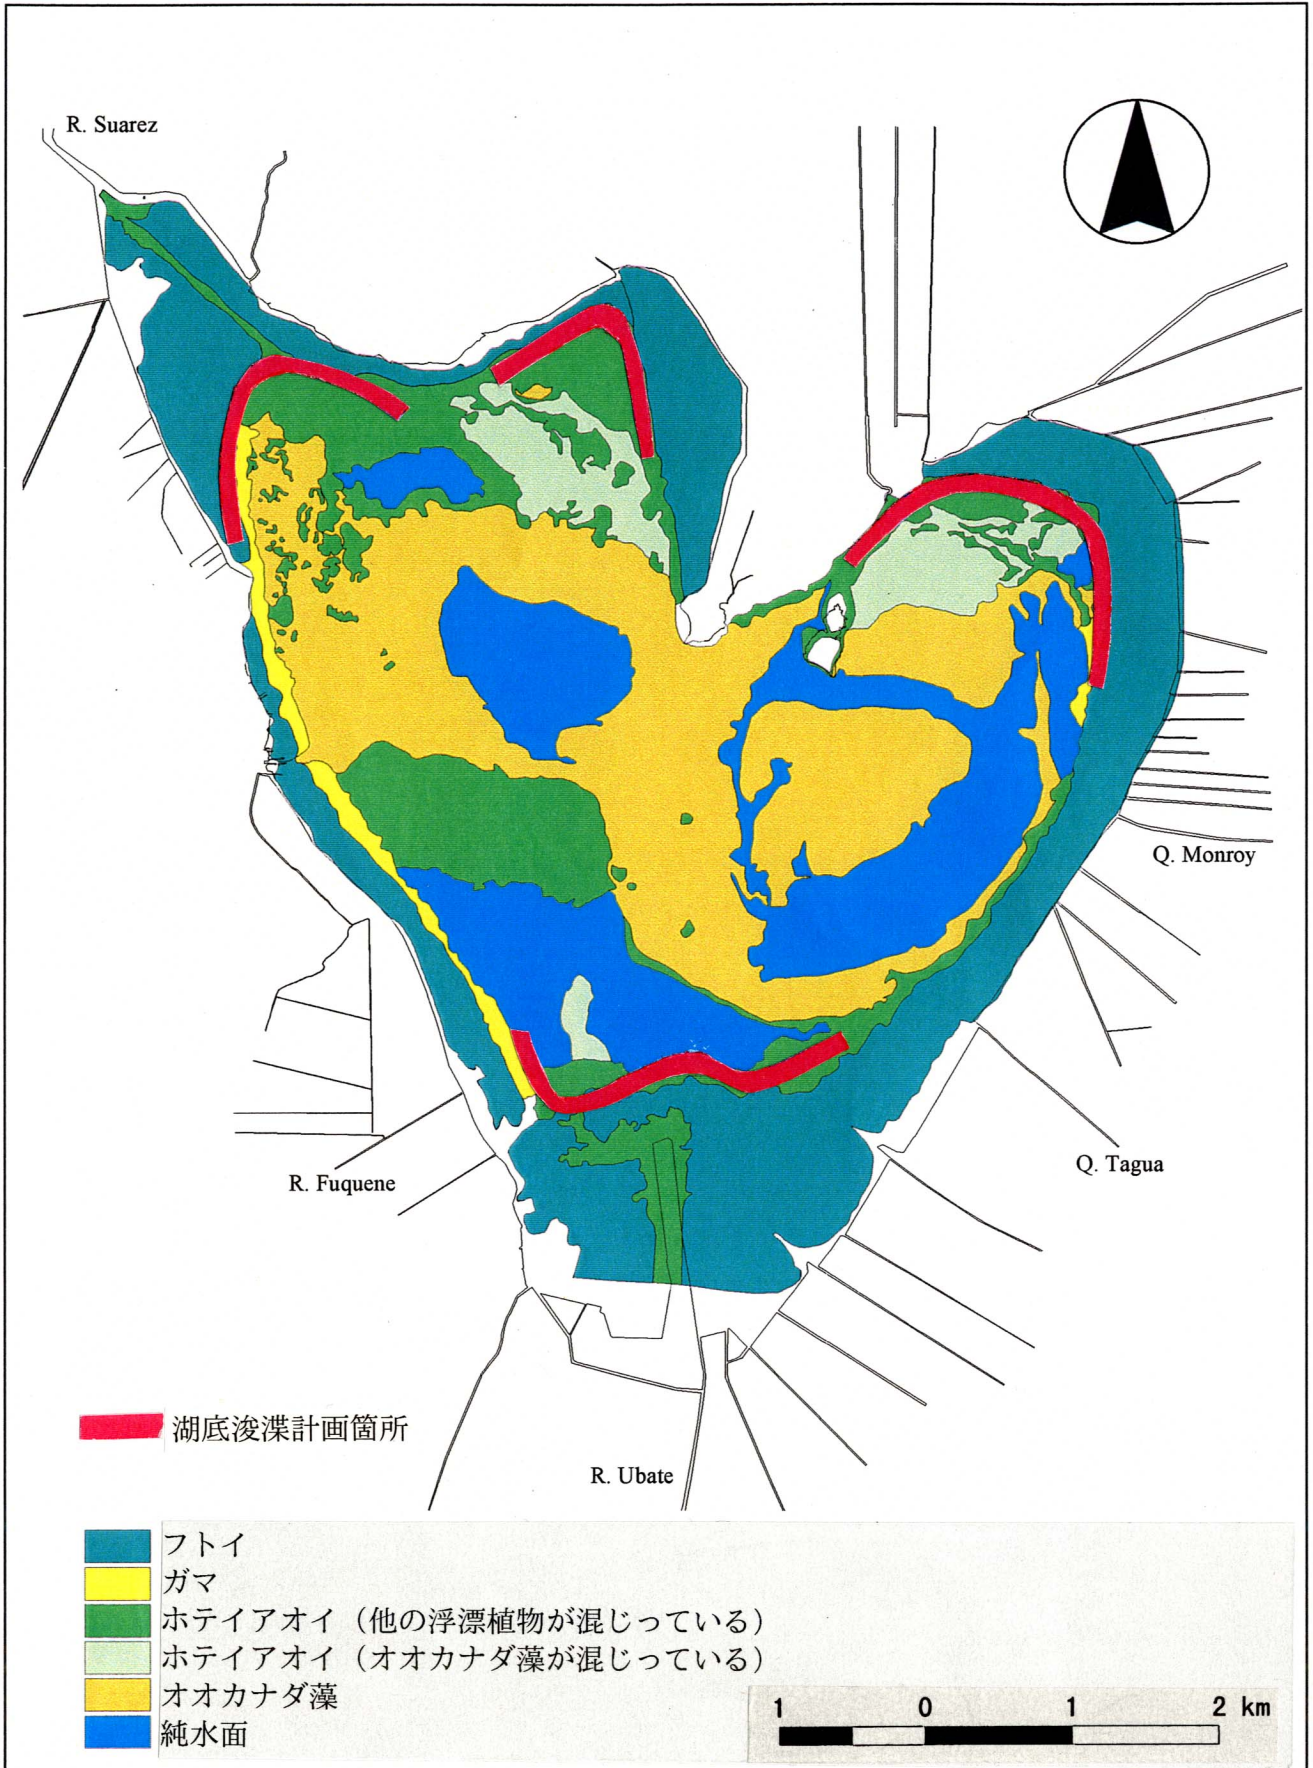 R. Suarez
Q. Monroy
Q. Tagua
R. Fuquene
湖底浚渫計画箇所
R. Ubate
フトイ
ガマ
ホテイアオイ（他の浮漂植物が混じっている）
ホテイアオイ（オオカナダ藻が混じっている）
オオカナダ藻
純水面
1 0 1 2 km